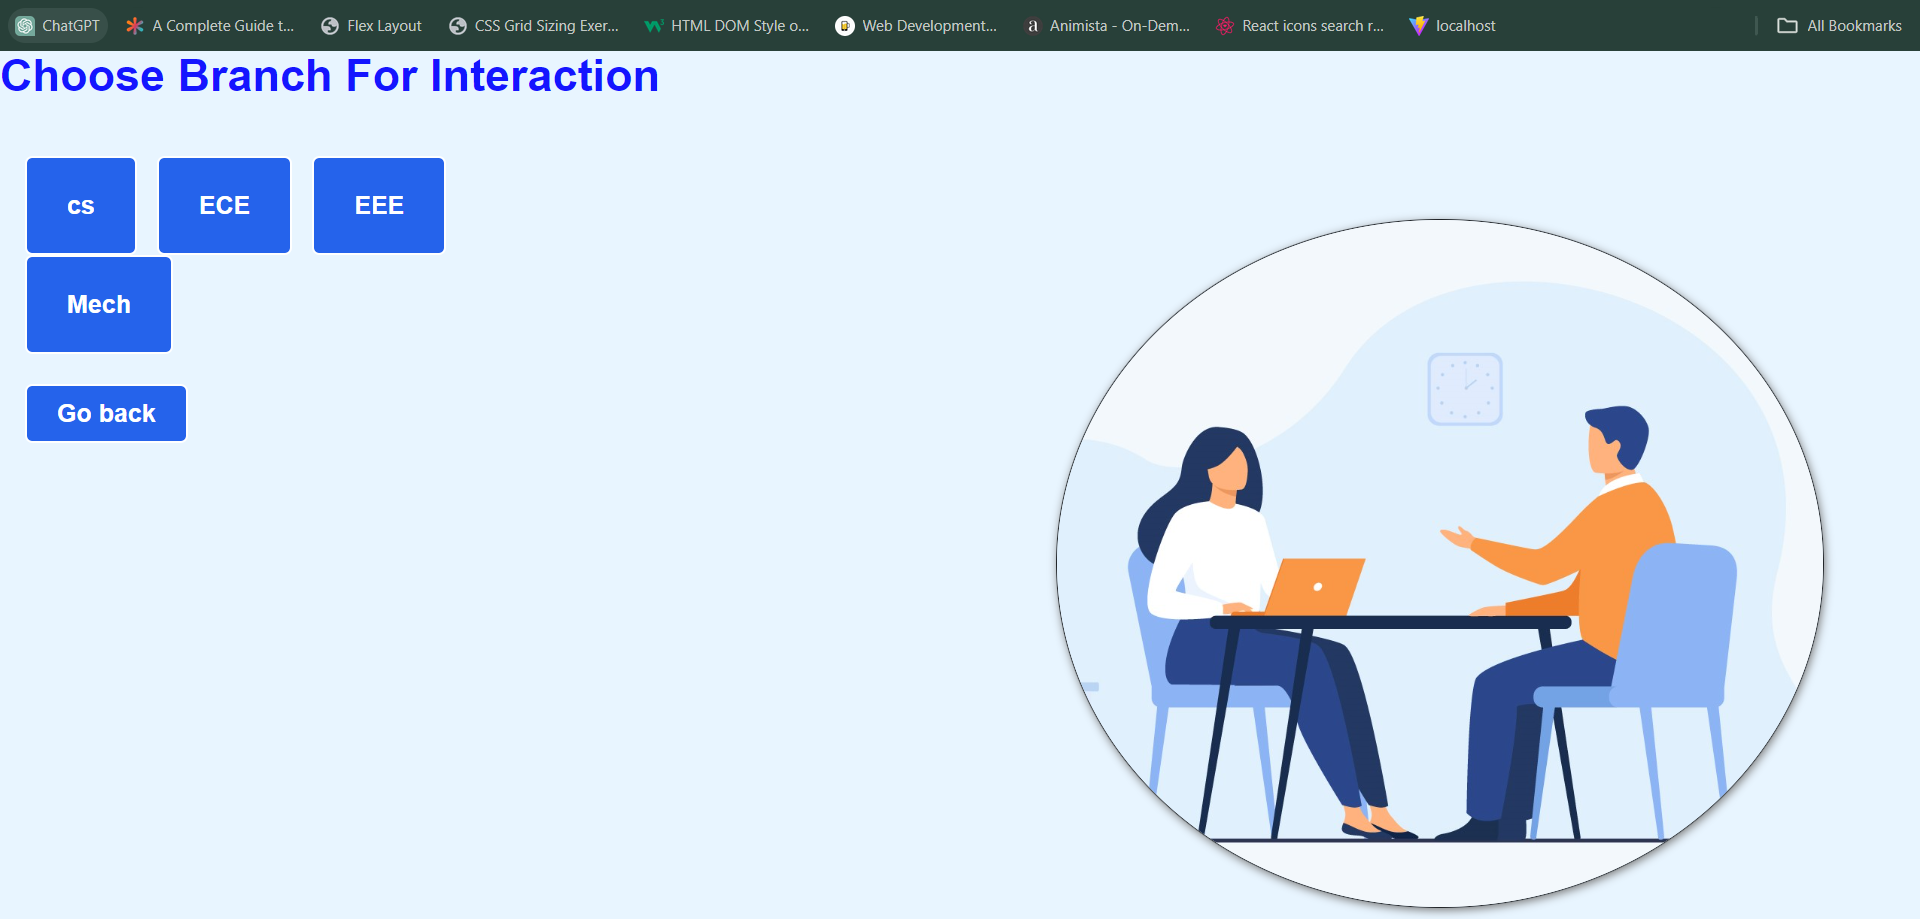 ChatGPT A Complete Guide t... Flex Layout CSS Grid Sizing Exer... HTML DOM Style o... Web Development... Animista - On-Dem... React icons search r... localhost All Bookmarks
Choose Branch For Interaction
cs ECE EEE
Mech
Go back